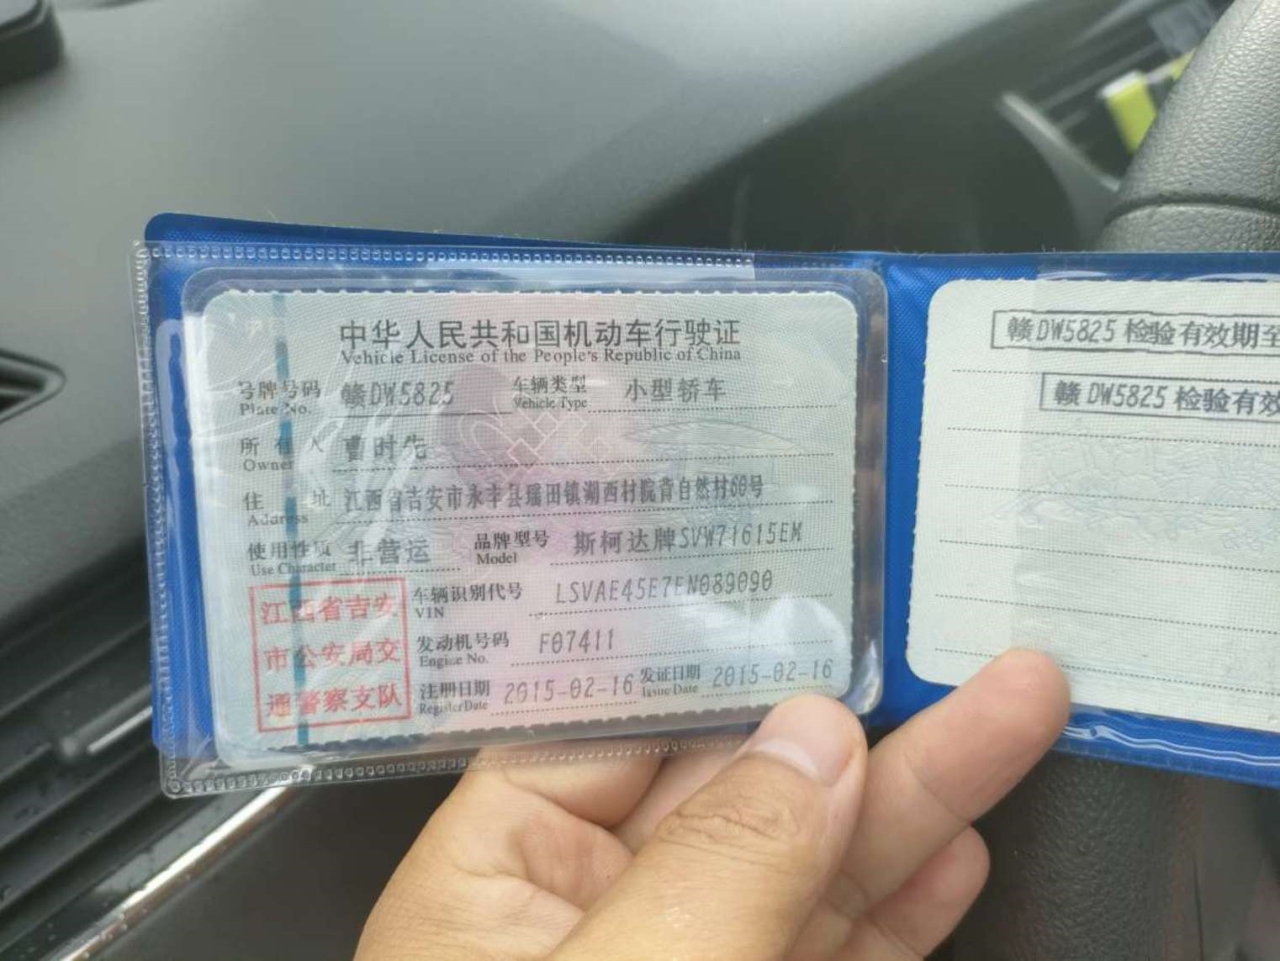 中华人民共和国机动车行驶证
Vehicle License of the People's Republic of China
号牌号码 赣DW5825 车辆类型 小型轿车
Plate No. Vehicle Type
所有人 曹时先
Owner
住 址 江西省吉安市永丰县瑶田镇湖西村院背自然村60号
Address
使用性质 非营运 品牌型号 斯柯达牌SVW71615EM
Use Character Model
车辆识别代号 LSVAE45E7EN089090
VIN
发动机号码 F07411
Engine No.
注册日期 2015-02-16 发证日期 2015-02-16
Register Date Issue Date
江西省吉安
市公安局交
通警察支队
赣DW5825 检验有效期至
赣DW5825 检验有效